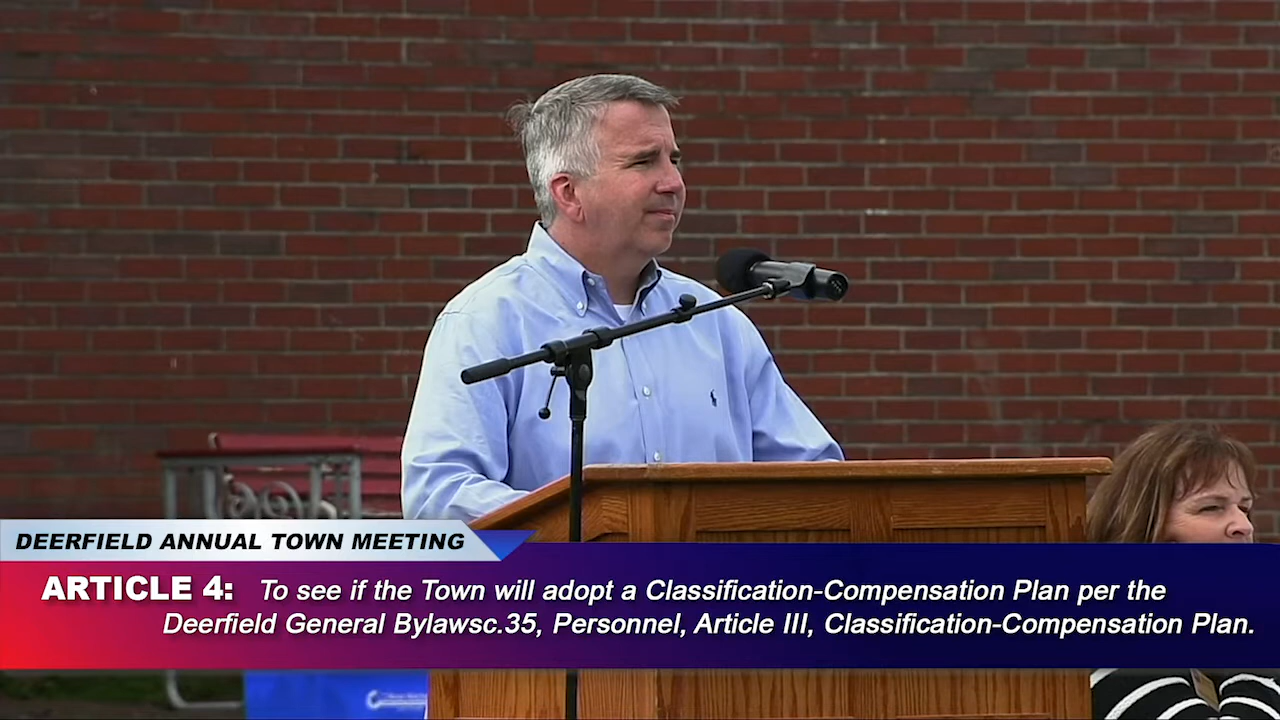 DEERFIELD ANNUAL TOWN MEETING
ARTICLE 4: To see if the Town will adopt a Classification-Compensation Plan per the
Deerfield General Bylawsc.35, Personnel, Article III, Classification-Compensation Plan.